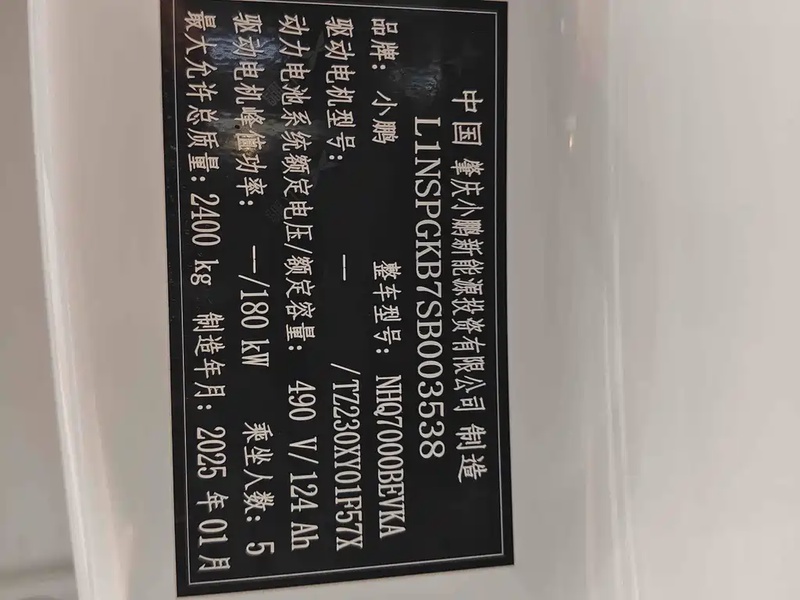 中国 肇庆小鹏新能源投资有限公司 制造
L1NSPGKB7SB003538
品牌：小鹏 整车型号：NHQ7000BEVKA
驱动电机型号： -- /TZ230XY01F57X
动力电池系统额定电压/额定容量：490 V/124 Ah
驱动电机峰值功率： --/180 kW 乘坐人数：5
最大允许总质量：2400 kg 制造年月：2025 年 01 月